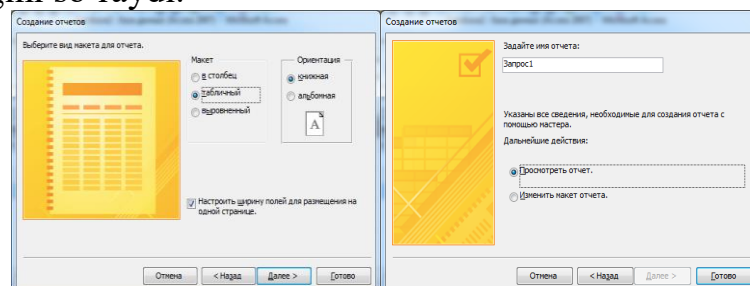 so'raydi.
Создание отчетов
Выберите вид макета для отчета.
Макет
в столбец
табличный
выровненный
Ориентация
книжная
альбомная
A
Настроить ширину полей для размещения на
одной странице.
Отмена
< Назад
Далее >
Готово
Создание отчетов
Задайте имя отчета:
Запрос1
Указаны все сведения, необходимые для создания отчета с
помощью мастера.
Дальнейшие действия:
Просмотреть отчет.
Изменить макет отчета.
Отмена
< Назад
Далее >
Готово